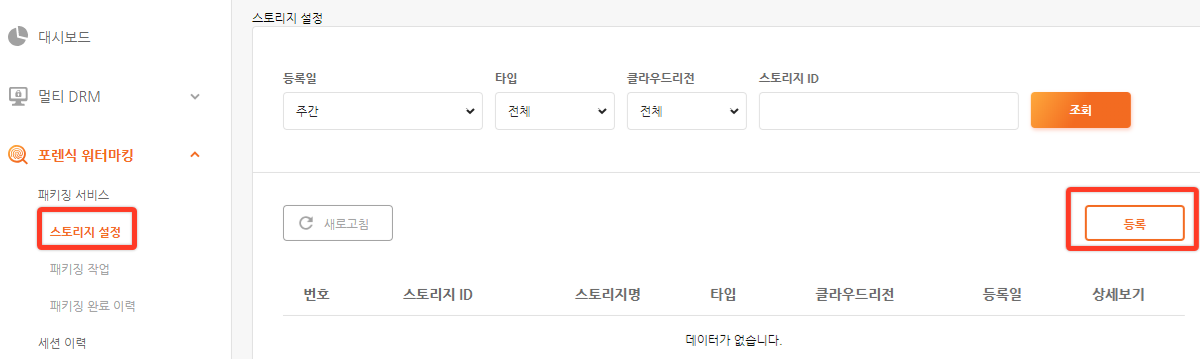 대시보드
멀티 DRM
포렌식 워터마킹
패키징 서비스
스토리지 설정
패키징 작업
패키징 완료 이력
세션 이력
스토리지 설정
등록일 타입 클라우드리전 스토리지 ID
주간 전체 전체 조회
새로고침 등록
번호 스토리지 ID 스토리지명 타입 클라우드리전 등록일 상세보기
데이터가 없습니다.